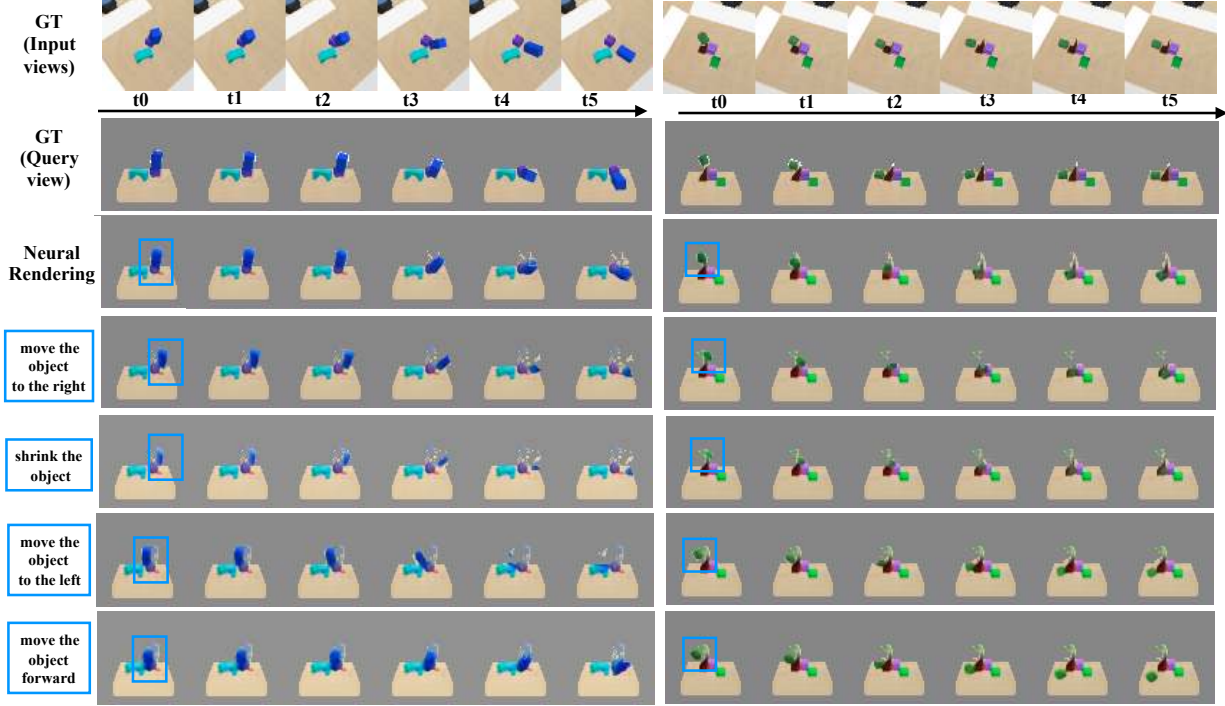 GT
(Input
views)
t0 t1 t2 t3 t4 t5 t0 t1 t2 t3 t4 t5
GT
(Query
view)
Neural
Rendering
move the
object
to the right
shrink the
object
move the
object
to the left
move the
object
forward